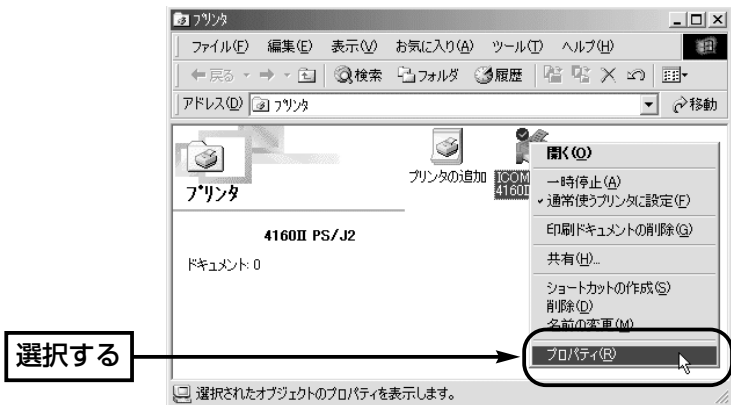 プリンタ
ファイル(F) 編集(E) 表示(V) お気に入り(A) ツール(T) ヘルプ(H)
戻る 検索 フォルダ 履歴
アドレス(D) プリンタ 移動
プリンタ
プリンタの追加
ICOM
4160II
4160II PS/J2
ドキュメント: 0
開く(O)
一時停止(A)
通常使うプリンタに設定(F)
印刷ドキュメントの削除(G)
共有(H)...
ショートカットの作成(S)
削除(D)
名前の変更(M)
プロパティ(R)
選択する
選択されたオブジェクトのプロパティを表示します。